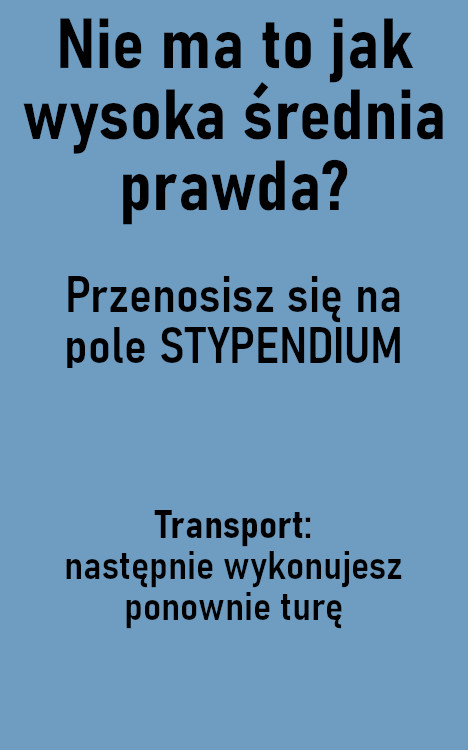 Nie ma to jak
wysoka średnia
prawda?
Przenosisz się na
pole STYPENDIUM
Transport:
następnie wykonujesz
ponownie turę